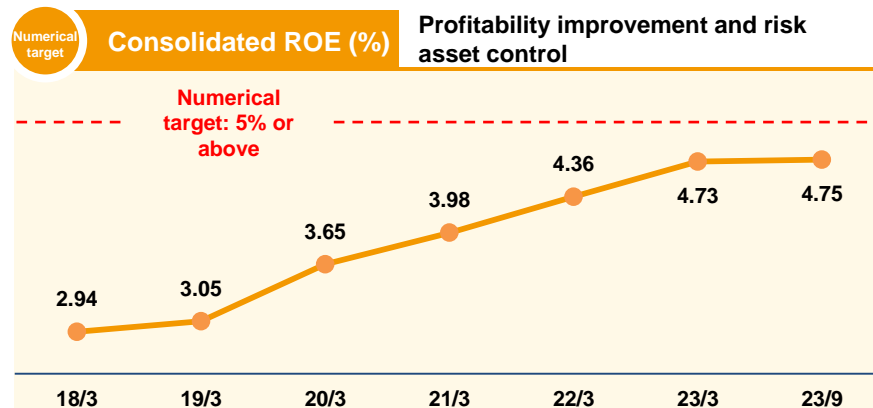 Numerical
target
Consolidated ROE (%)
Profitability improvement and risk
asset control
Numerical
target: 5% or
above
2.94
3.05
3.65
3.98
4.36
4.73
4.75
18/3
19/3
20/3
21/3
22/3
23/3
23/9